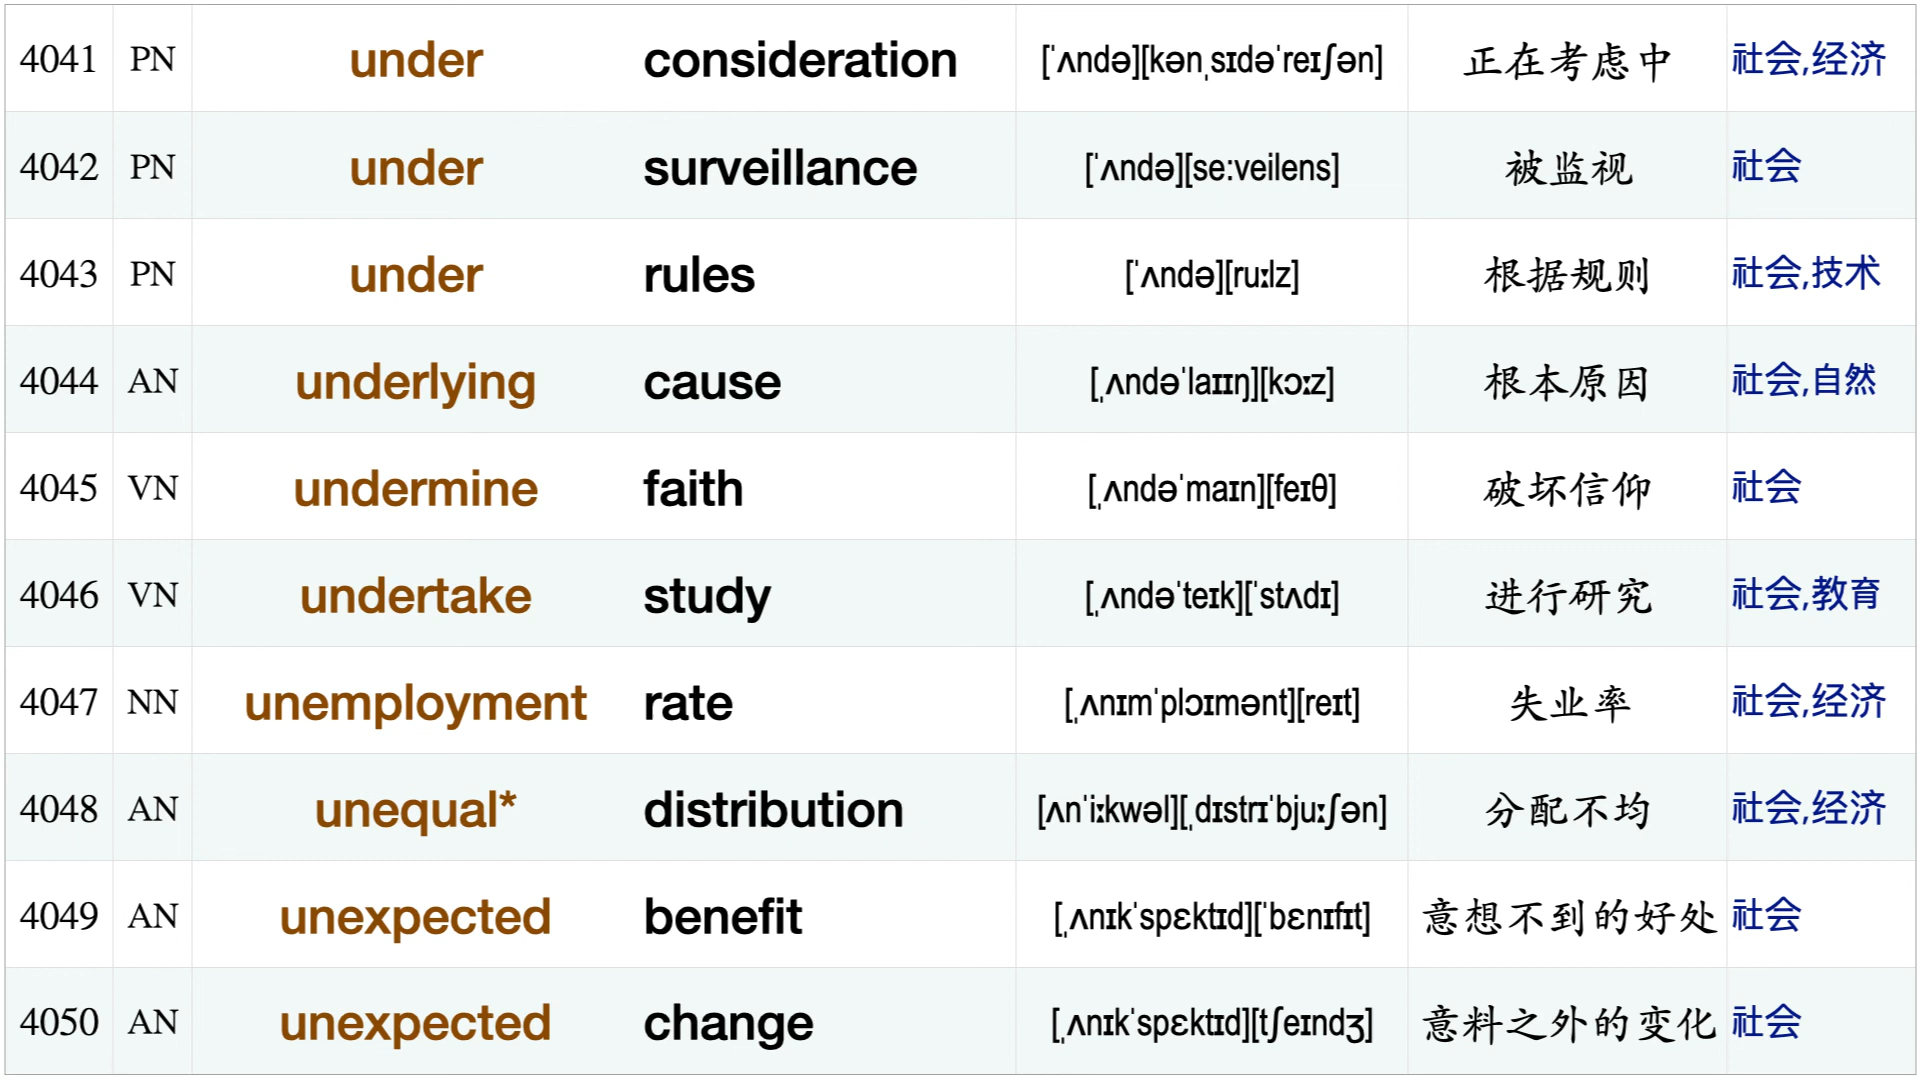 4041 PN under consideration [ˈʌndə][kənˌsɪdəˈreɪʃən] 正在考虑中 社会,经济
4042 PN under surveillance [ˈʌndə][se:veilens] 被监视 社会
4043 PN under rules [ˈʌndə][ruːlz] 根据规则 社会,技术
4044 AN underlying cause [ˌʌndəˈlaɪɪŋ][kɔːz] 根本原因 社会,自然
4045 VN undermine faith [ˌʌndəˈmaɪn][feɪθ] 破坏信仰 社会
4046 VN undertake study [ˌʌndəˈteɪk][ˈstʌdɪ] 进行研究 社会,教育
4047 NN unemployment rate [ˌʌnɪmˈplɔɪmənt][reɪt] 失业率 社会,经济
4048 AN unequal* distribution [ʌnˈiːkwəl][ˌdɪstrɪˈbjuːʃən] 分配不均 社会,经济
4049 AN unexpected benefit [ˌʌnɪkˈspɛktɪd][ˈbɛnɪfɪt] 意想不到的好处 社会
4050 AN unexpected change [ˌʌnɪkˈspɛktɪd][tʃeɪndʒ] 意料之外的变化 社会